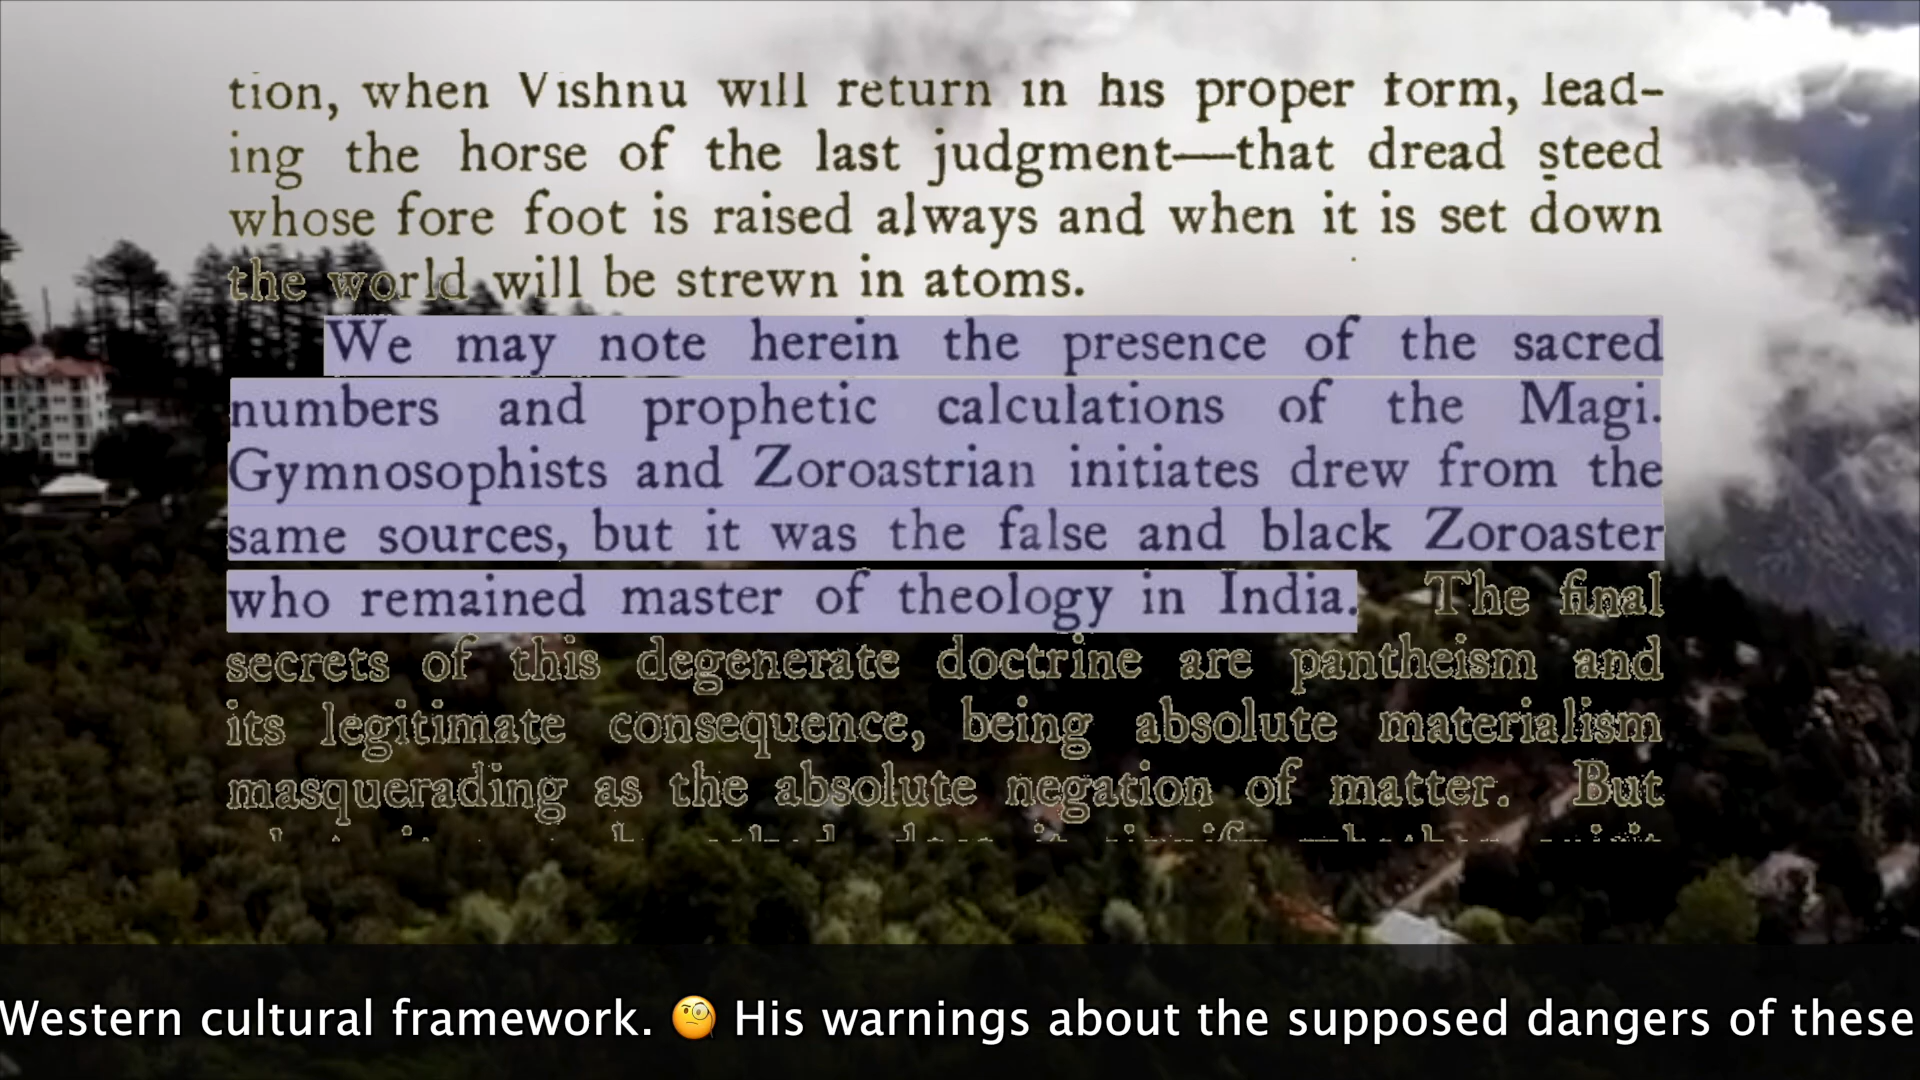 tion, when Vishnu will return in his proper form, lead-
ing the horse of the last judgment—that dread steed
whose fore foot is raised always and when it is set down
the world will be strewn in atoms.
We may note herein the presence of the sacred
numbers and prophetic calculations of the Magi.
Gymnosophists and Zoroastrian initiates drew from the
same sources, but it was the false and black Zoroaster
who remained master of theology in India. The final
secrets of this degenerate doctrine are pantheism and
its legitimate consequence, being absolute materialism
masquerading as the absolute negation of matter. But
Western cultural framework. 🧐 His warnings about the supposed dangers of these